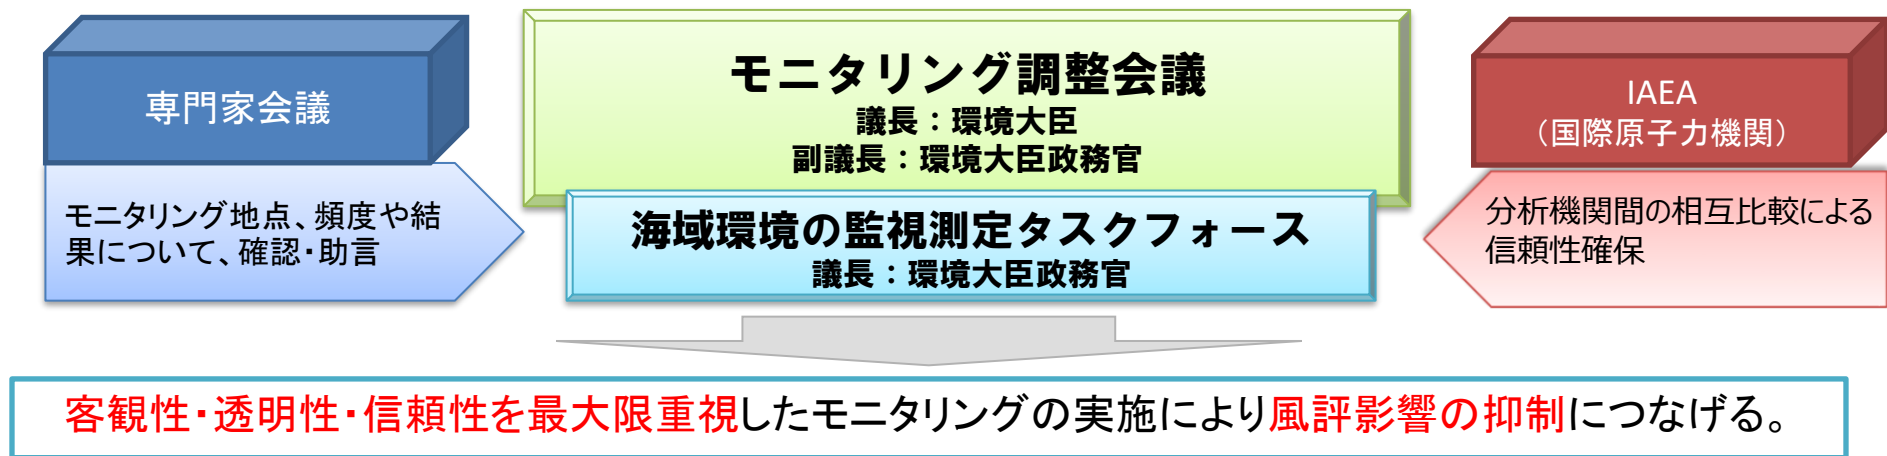 専門家会議
モニタリング地点、頻度や結
果について、確認・助言
モニタリング調整会議
議長：環境大臣
副議長：環境大臣政務官
海域環境の監視測定タスクフォース
議長：環境大臣政務官
IAEA
（国際原子力機関）
分析機関間の相互比較による
信頼性確保
客観性・透明性・信頼性を最大限重視したモニタリングの実施により風評影響の抑制につなげる。